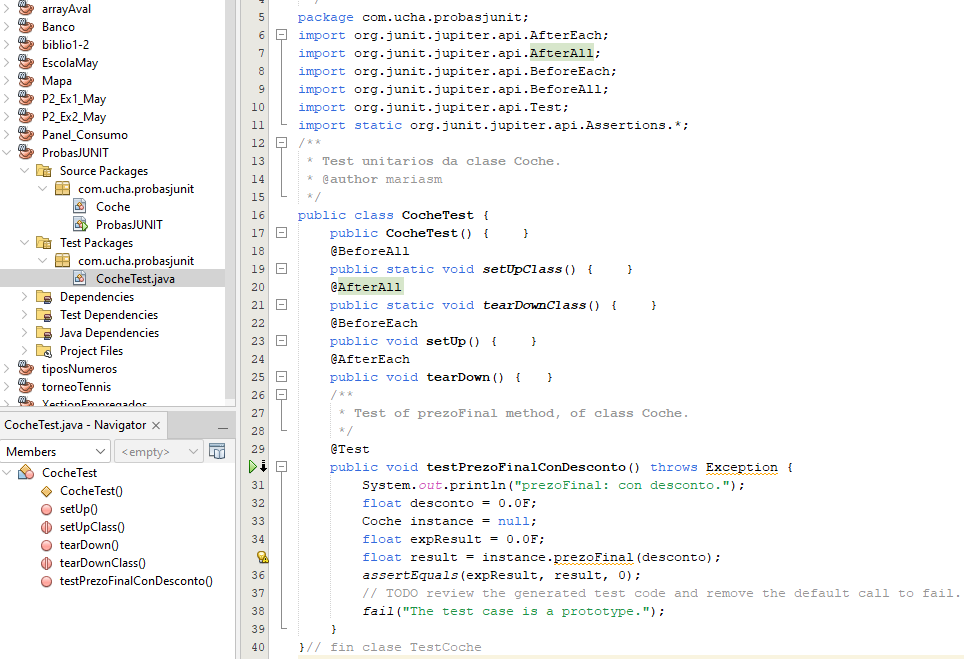 arrayAval
Banco
biblio1-2
EscolaMay
Mapa
P2_Ex1_May
P2_Ex2_May
Panel_Consumo
ProbasJUNIT
Source Packages
com.ucha.probasjunit
Coche
ProbasJUNIT
Test Packages
com.ucha.probasjunit
CocheTest.java
Dependencies
Test Dependencies
Java Dependencies
Project Files
tiposNumeros
torneoTennis
XestionEmpregados
CocheTest.java - Navigator ×
Members
<empty>
CocheTest
CocheTest()
setUp()
setUpClass()
tearDown()
tearDownClass()
testPrezoFinalConDesconto()
5 package com.ucha.probasjunit;
6 import org.junit.jupiter.api.AfterEach;
7 import org.junit.jupiter.api.AfterAll;
8 import org.junit.jupiter.api.BeforeEach;
9 import org.junit.jupiter.api.BeforeAll;
10 import org.junit.jupiter.api.Test;
11 import static org.junit.jupiter.api.Assertions.*;
12 /**
13 * Test unitarios da clase Coche.
14 * @author mariasm
15 */
16 public class CocheTest {
17 public CocheTest() { }
18 @BeforeAll
19 public static void setUpClass() { }
20 @AfterAll
21 public static void tearDownClass() { }
22 @BeforeEach
23 public void setUp() { }
24 @AfterEach
25 public void tearDown() { }
26 /**
27 * Test of prezoFinal method, of class Coche.
28 */
29 @Test
public void testPrezoFinalConDesconto() throws Exception {
31 System.out.println("prezoFinal: con desconto.");
32 float desconto = 0.0F;
33 Coche instance = null;
34 float expResult = 0.0F;
float result = instance.prezoFinal(desconto);
36 assertEquals(expResult, result, 0);
37 // TODO review the generated test code and remove the default call to fail.
38 fail("The test case is a prototype.");
39 }
40 }// fin clase TestCoche